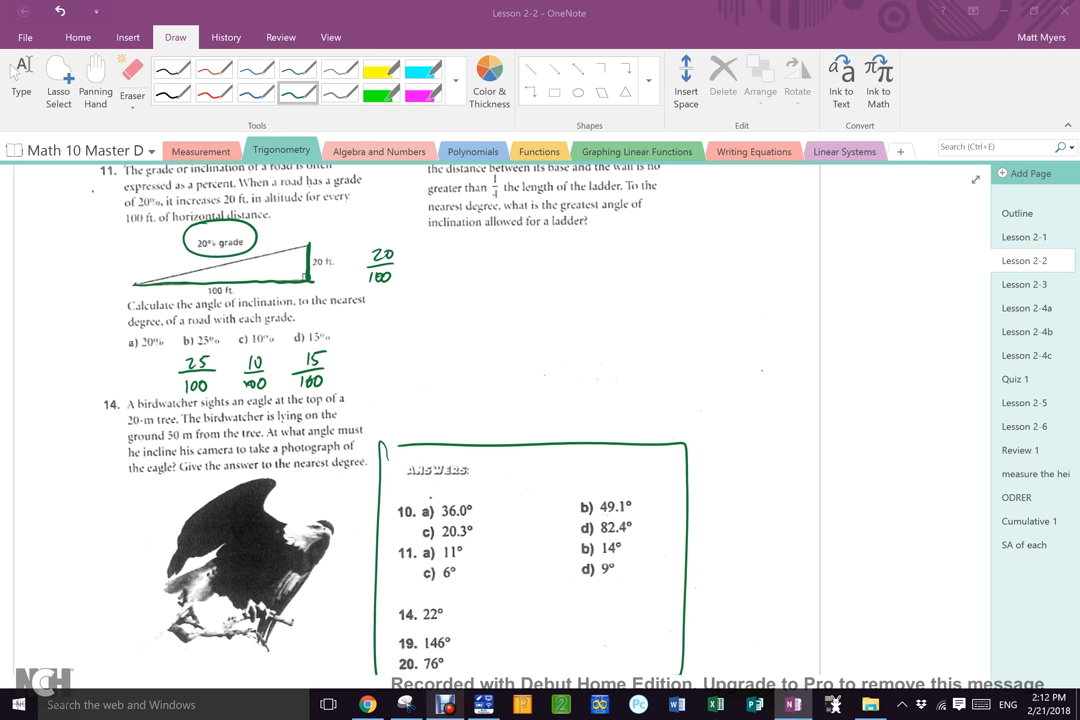 Lesson 2-2 - OneNote
File Home Insert Draw History Review View
Matt Myers
Type
Lasso Select
Panning Hand
Eraser
Color & Thickness
Insert Space
Delete
Arrange
Rotate
Ink to Text
Ink to Math
Tools Shapes Edit Convert
Math 10 Master D
Measurement Trigonometry Algebra and Numbers Polynomials Functions Graphing Linear Functions Writing Equations Linear Systems
Search (Ctrl+E)
Add Page
Outline
Lesson 2-1
Lesson 2-2
Lesson 2-3
Lesson 2-4a
Lesson 2-4b
Lesson 2-4c
Quiz 1
Lesson 2-5
Lesson 2-6
Review 1
measure the hei
ODRER
Cumulative 1
SA of each
11. The grade or inclination of a road is often
expressed as a percent. When a road has a grade
of 20%, it increases 20 ft. in altitude for every
100 ft. of horizontal distance.
20% grade
20 ft.
100 ft.
20
100
Calculate the angle of inclination, to the nearest
degree, of a road with each grade.
a) 20% b) 25% c) 10% d) 15%
25 10 15
100 100 100
14. A birdwatcher sights an eagle at the top of a
20-m tree. The birdwatcher is lying on the
ground 50 m from the tree. At what angle must
he incline his camera to take a photograph of
the eagle? Give the answer to the nearest degree.
the distance between its base and the wall is no
greater than 1/4 the length of the ladder. To the
nearest degree, what is the greatest angle of
inclination allowed for a ladder?
ANSWERS:
10. a) 36.0° b) 49.1°
c) 20.3° d) 82.4°
11. a) 11° b) 14°
c) 6° d) 9°
14. 22°
19. 146°
20. 76°
NCH
Recorded with Debut Home Edition. Upgrade to Pro to remove this message
Search the web and Windows
ENG
2:12 PM
2/21/2018